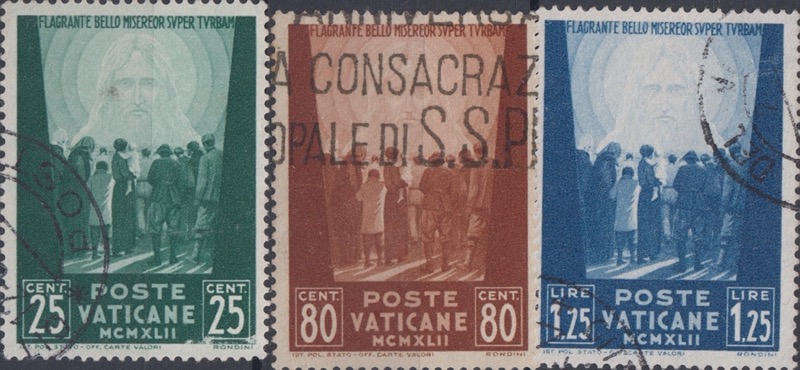 FLAGRANTE BELLO MISEREOR SVPER TVRBAM
CENT.
25
POSTE
VATICANE
MCMXLII
CENT.
25
IST. POL. STATO - OFF. CARTE VALORI
RONDINI
FLAGRANTE BELLO MISEREOR SVPER TVRBAM
A CONSACRAZ
OPALE DI S.S.P
CENT.
80
POSTE
VATICANE
MCMXLII
CENT.
80
IST. POL. STATO - OFF. CARTE VALORI
RONDINI
FLAGRANTE BELLO MISEREOR SVPER TVRBAM
LIRE
1,25
POSTE
VATICANE
MCMXLII
LIRE
1,25
IST. POL. STATO - OFF. CARTE VALORI
RONDINI